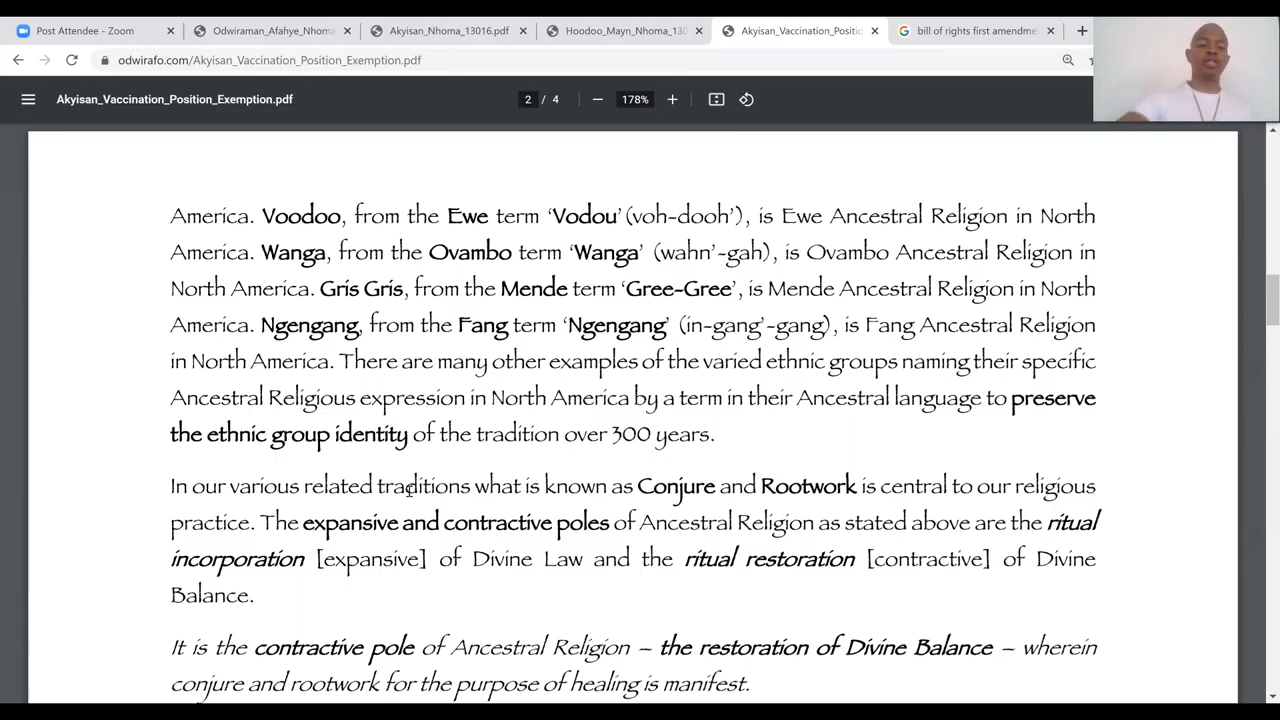 Post Attendee - Zoom
Odwiraman_Afahye_Nhoma
Akyisan_Nhoma_13016.pdf
Hoodoo_Mayn_Nhoma_130
Akyisan_Vaccination_Positio
bill of rights first amendme
odwirafo.com/Akyisan_Vaccination_Position_Exemption.pdf
Akyisan_Vaccination_Position_Exemption.pdf
2 / 4
178%
America. Voodoo, from the Ewe term ‘Vodou’(voh-dooh’), is Ewe Ancestral Religion in North
America. Wanga, from the Ovambo term ‘Wanga’ (wahn’-gah), is Ovambo Ancestral Religion in
North America. Gris Gris, from the Mende term ‘Gree-Gree’, is Mende Ancestral Religion in North
America. Ngengang, from the Fang term ‘Ngengang’ (in-gang’-gang), is Fang Ancestral Religion
in North America. There are many other examples of the varied ethnic groups naming their specific
Ancestral Religious expression in North America by a term in their Ancestral language to preserve
the ethnic group identity of the tradition over 300 years.
In our various related traditions what is known as Conjure and Rootwork is central to our religious
practice. The expansive and contractive poles of Ancestral Religion as stated above are the ritual
incorporation [expansive] of Divine Law and the ritual restoration [contractive] of Divine
Balance.
It is the contractive pole of Ancestral Religion – the restoration of Divine Balance – wherein
conjure and rootwork for the purpose of healing is manifest.